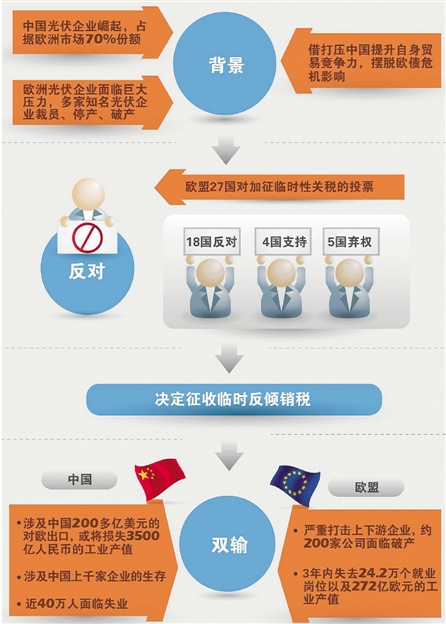 中国光伏企业崛起，占
据欧洲市场70%份额
背景
借打压中国提升自身贸
易竞争力，摆脱欧债危
机影响
欧洲光伏企业面临巨大
压力，多家知名光伏企
业裁员、停产、破产
欧盟27国对加征临时性关税的投票
反对
18国反对
4国支持
5国弃权
决定征收临时反倾销税
中国
欧盟
双输
•涉及中国200多亿美元的
对欧出口，或将损失3500
亿人民币的工业产值
•涉及中国上千家企业的生存
•近40万人面临失业
•严重打击上下游企业，约
200家公司面临破产
•3年内失去24.2万个就业
岗位以及272亿欧元的工
业产值